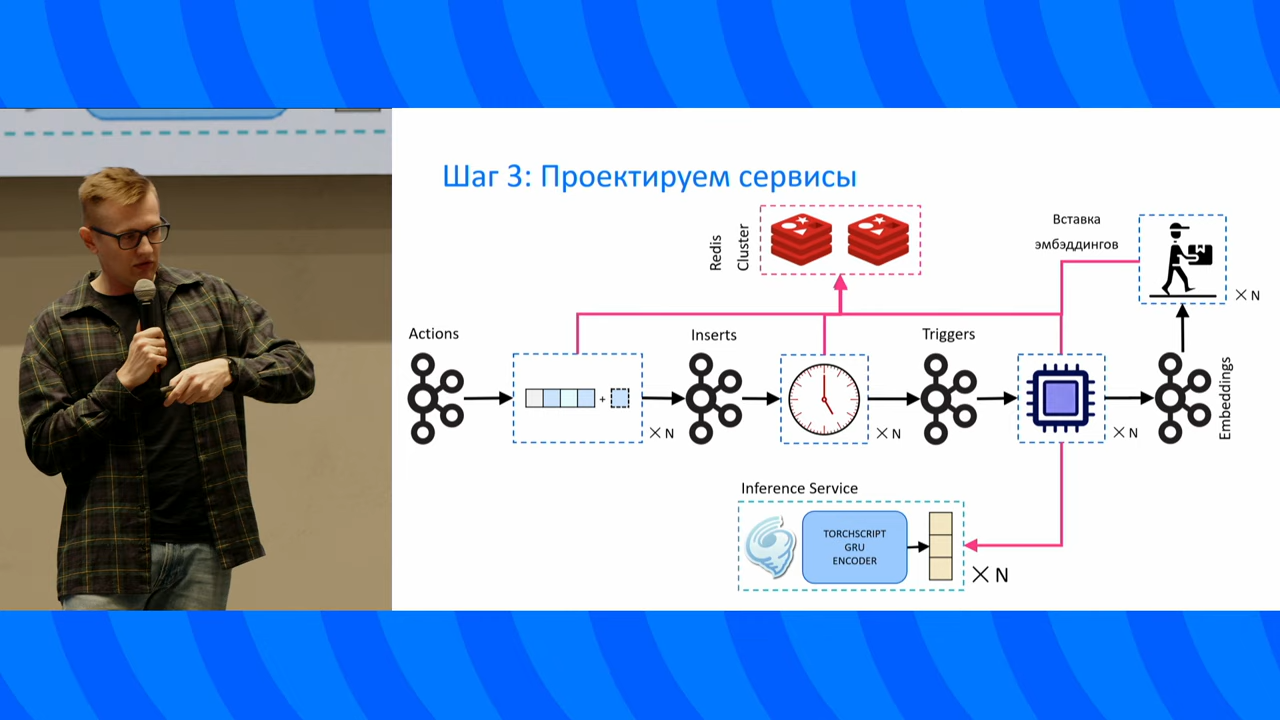 Шаг 3: Проектируем сервисы
Redis
Cluster
Вставка
эмбэддингов
× N
Actions
Inserts
Triggers
+
× N
× N
× N
Embeddings
Inference Service
TORCHSCRIPT
GRU
ENCODER
× N